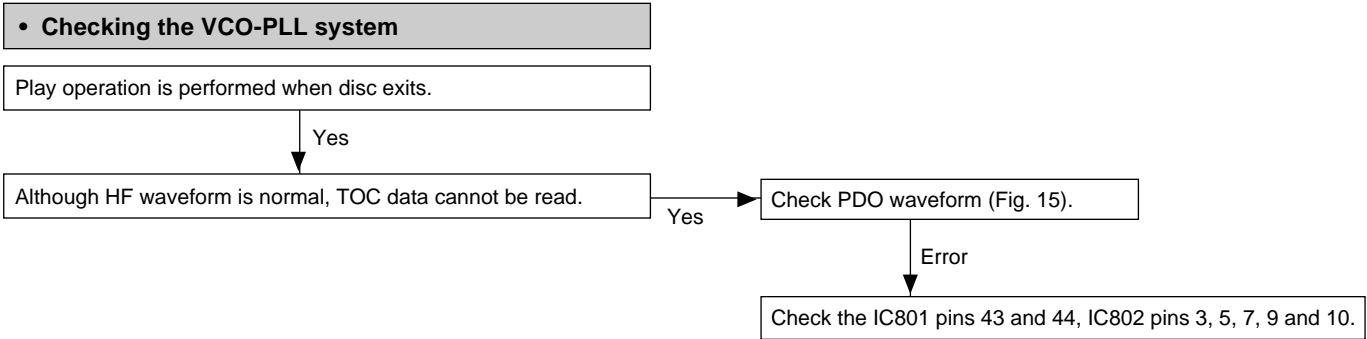 • Checking the VCO-PLL system
Play operation is performed when disc exits.
Yes
Although HF waveform is normal, TOC data cannot be read.
Yes
Check PDO waveform (Fig. 15).
Error
Check the IC801 pins 43 and 44, IC802 pins 3, 5, 7, 9 and 10.